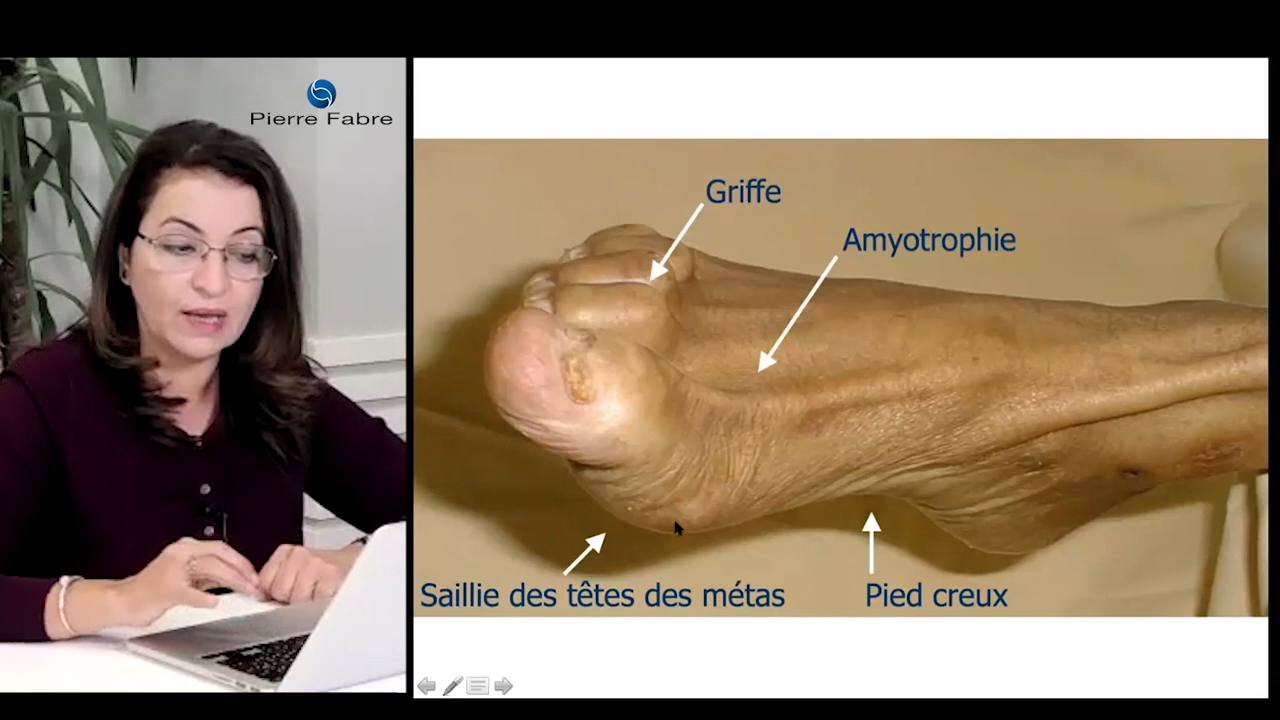 Pierre Fabre
Griffe
Amyotrophie
Saillie des têtes des métas
Pied creux